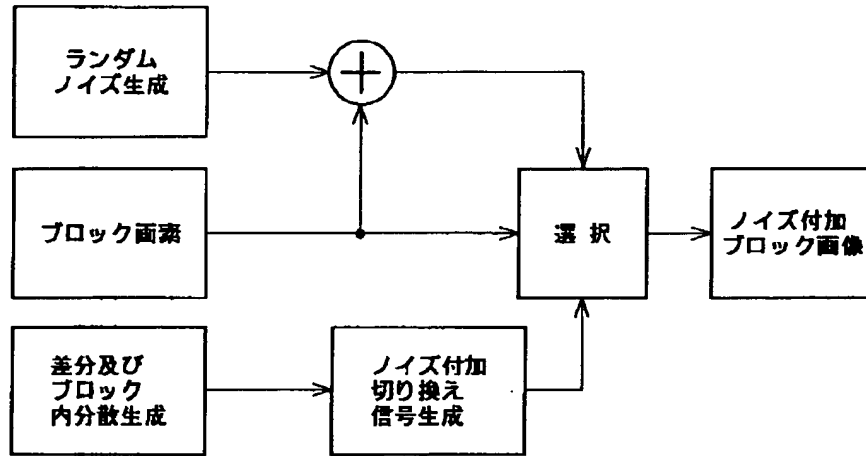 ランダム
ノイズ生成
ブロック画素
選択
ノイズ付加
ブロック画像
差分及び
ブロック
内分散生成
ノイズ付加
切り換え
信号生成